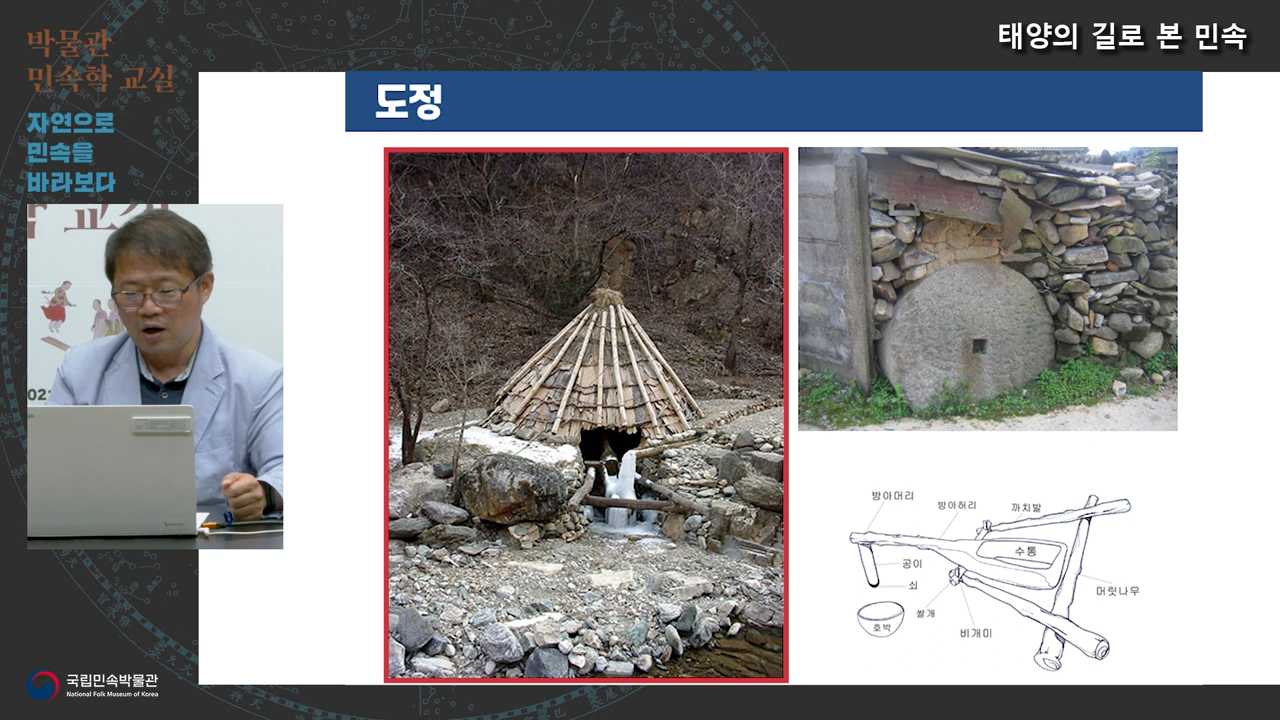 박물관
민속학 교실
자연으로
민속을
바라보다
태양의 길로 본 민속
도정
방아머리
방아허리
까치발
수통
공이
쇠
머릿나무
쌀개
호박
비개미
국립민속박물관
National Folk Museum of Korea